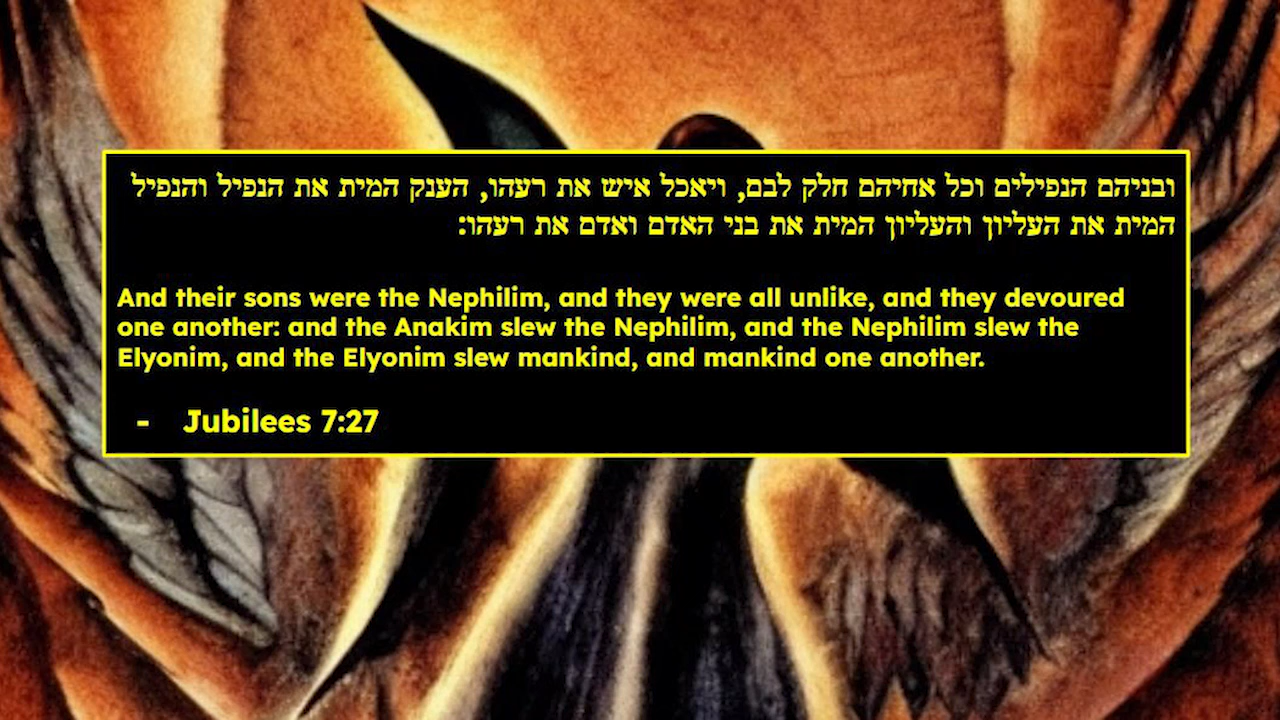 ובניהם הנפילים וכל אחיהם חלק לבם, ויאכל איש את רעהו, הענק המית את הנפיל והנפיל
המית את העליון והעליון המית את בני האדם ואדם את רעהו:
And their sons were the Nephilim, and they were all unlike, and they devoured
one another: and the Anakim slew the Nephilim, and the Nephilim slew the
Elyonim, and the Elyonim slew mankind, and mankind one another.
- Jubilees 7:27